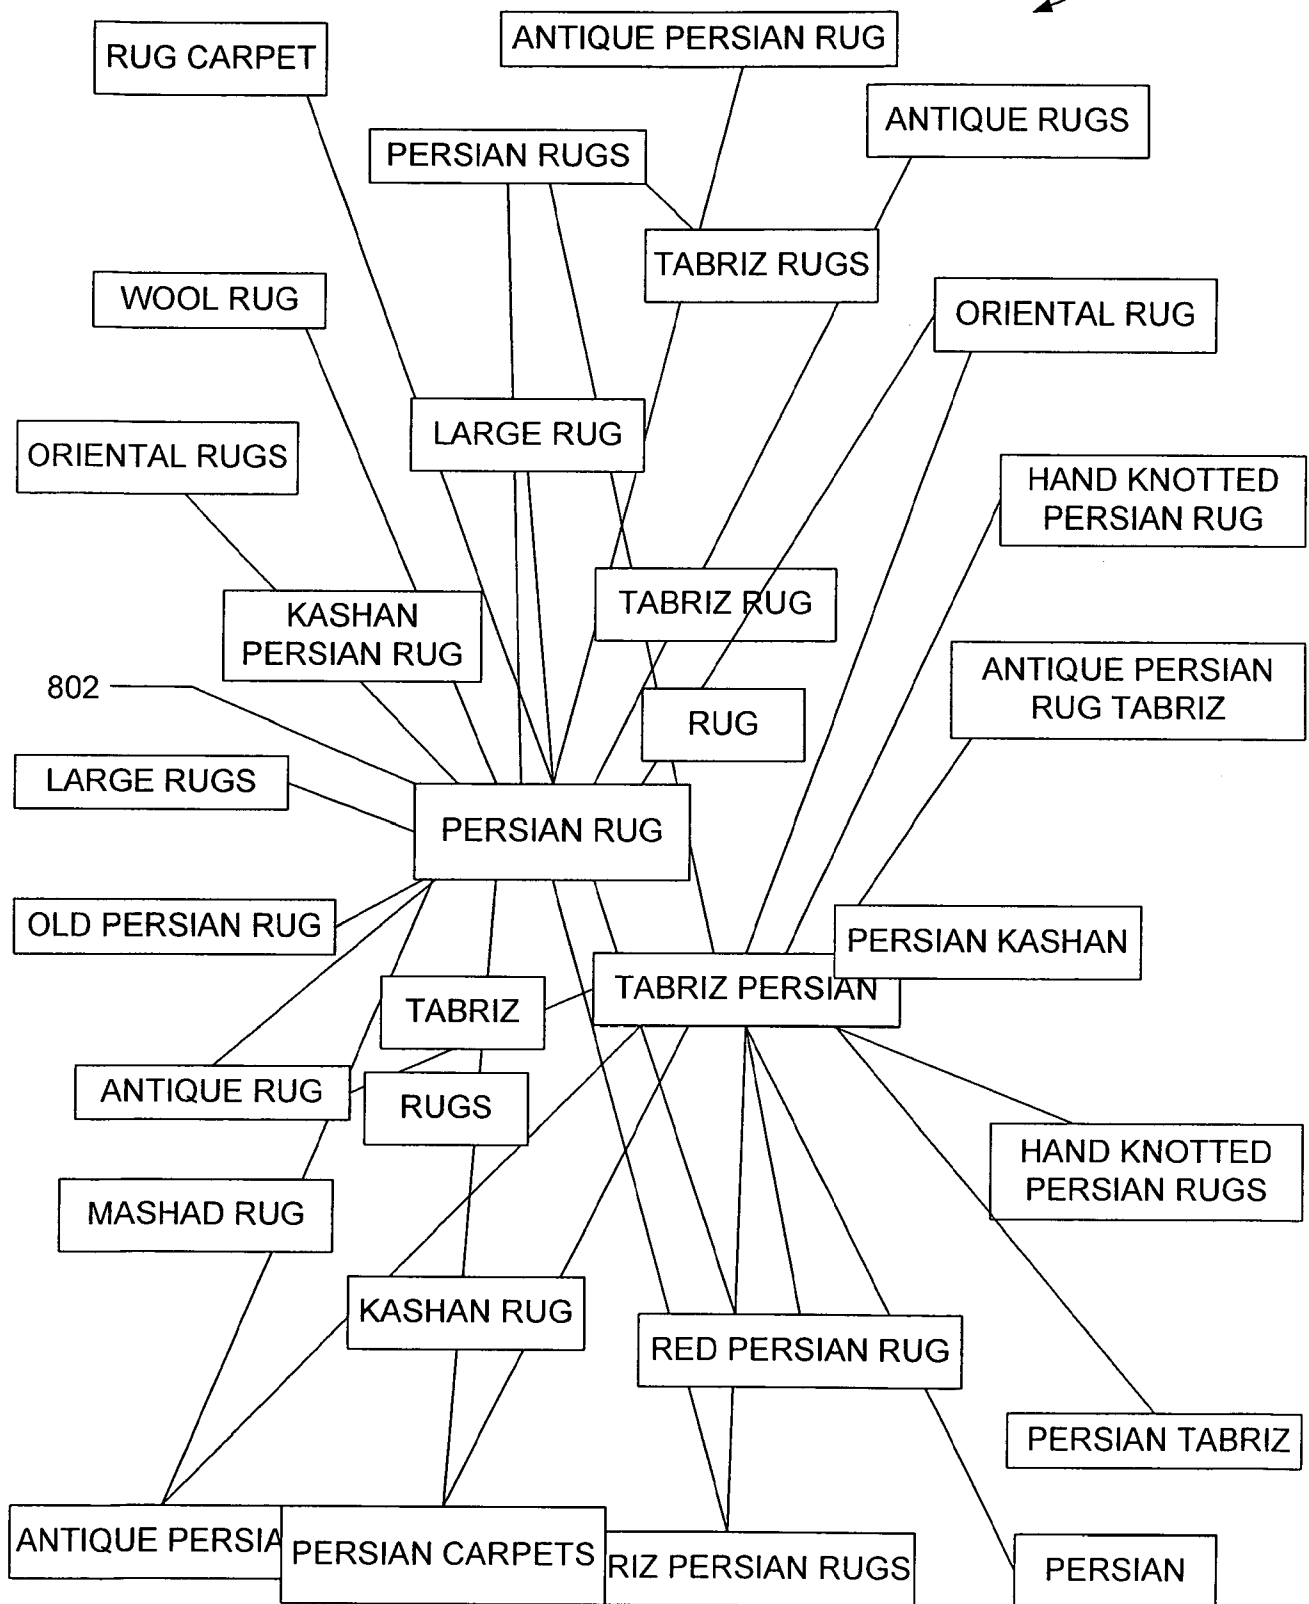 ANTIQUE PERSIAN RUG
RUG CARPET
ANTIQUE RUGS
PERSIAN RUGS
TABRIZ RUGS
WOOL RUG
ORIENTAL RUG
LARGE RUG
ORIENTAL RUGS
HAND KNOTTED
PERSIAN RUG
TABRIZ RUG
KASHAN
PERSIAN RUG
ANTIQUE PERSIAN
RUG TABRIZ
802
RUG
LARGE RUGS
PERSIAN RUG
OLD PERSIAN RUG
PERSIAN KASHAN
TABRIZ PERSIAN
TABRIZ
ANTIQUE RUG
RUGS
HAND KNOTTED
PERSIAN RUGS
MASHAD RUG
KASHAN RUG
RED PERSIAN RUG
PERSIAN TABRIZ
ANTIQUE PERSIA
PERSIAN CARPETS
RIZ PERSIAN RUGS
PERSIAN